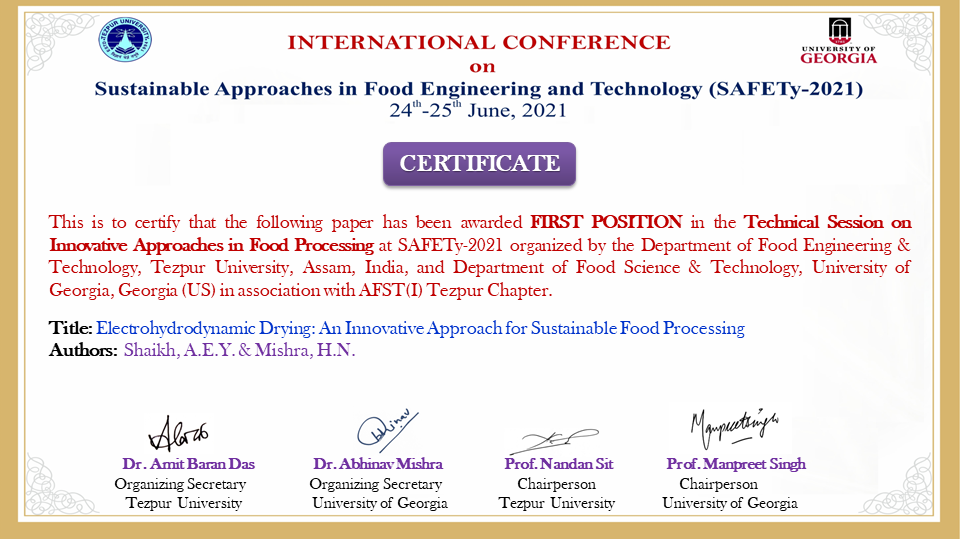 INTERNATIONAL CONFERENCE
on
Sustainable Approaches in Food Engineering and Technology (SAFETy-2021)
24th-25th June, 2021
UNIVERSITY OF
GEORGIA
TEZPUR UNIVERSITY
CERTIFICATE
This is to certify that the following paper has been awarded FIRST POSITION in the Technical Session on
Innovative Approaches in Food Processing at SAFETy-2021 organized by the Department of Food Engineering &
Technology, Tezpur University, Assam, India, and Department of Food Science & Technology, University of
Georgia, Georgia (US) in association with AFST(I) Tezpur Chapter.
Title: Electrohydrodynamic Drying: An Innovative Approach for Sustainable Food Processing
Authors: Shaikh, A.E.Y. & Mishra, H.N.
Abhinav
Manpreetsingh
Dr. Amit Baran Das
Dr. Abhinav Mishra
Prof. Nandan Sit
Prof. Manpreet Singh
Organizing Secretary
Organizing Secretary
Chairperson
Chairperson
Tezpur University
University of Georgia
Tezpur University
University of Georgia